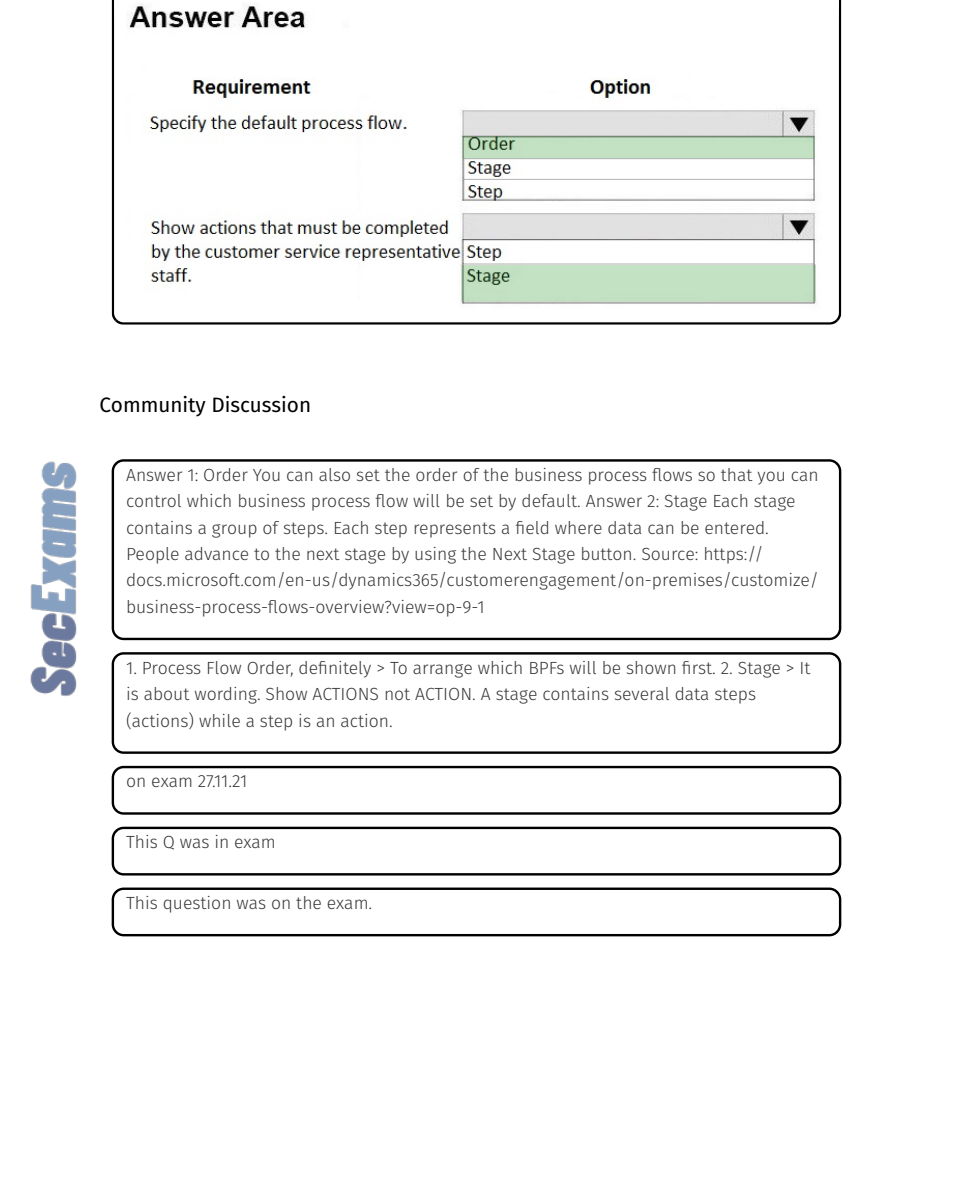 Answer Area
Requirement Option
Specify the default process flow.
Order
Stage
Step
Show actions that must be completed
by the customer service representative
staff.
Step
Stage
Community Discussion
SecExams
Answer 1: Order You can also set the order of the business process flows so that you can
control which business process flow will be set by default. Answer 2: Stage Each stage
contains a group of steps. Each step represents a field where data can be entered.
People advance to the next stage by using the Next Stage button. Source: https://
docs.microsoft.com/en-us/dynamics365/customerengagement/on-premises/customize/
business-process-flows-overview?view=op-9-1
1. Process Flow Order, definitely > To arrange which BPFs will be shown first. 2. Stage > It
is about wording. Show ACTIONS not ACTION. A stage contains several data steps
(actions) while a step is an action.
on exam 27.11.21
This Q was in exam
This question was on the exam.